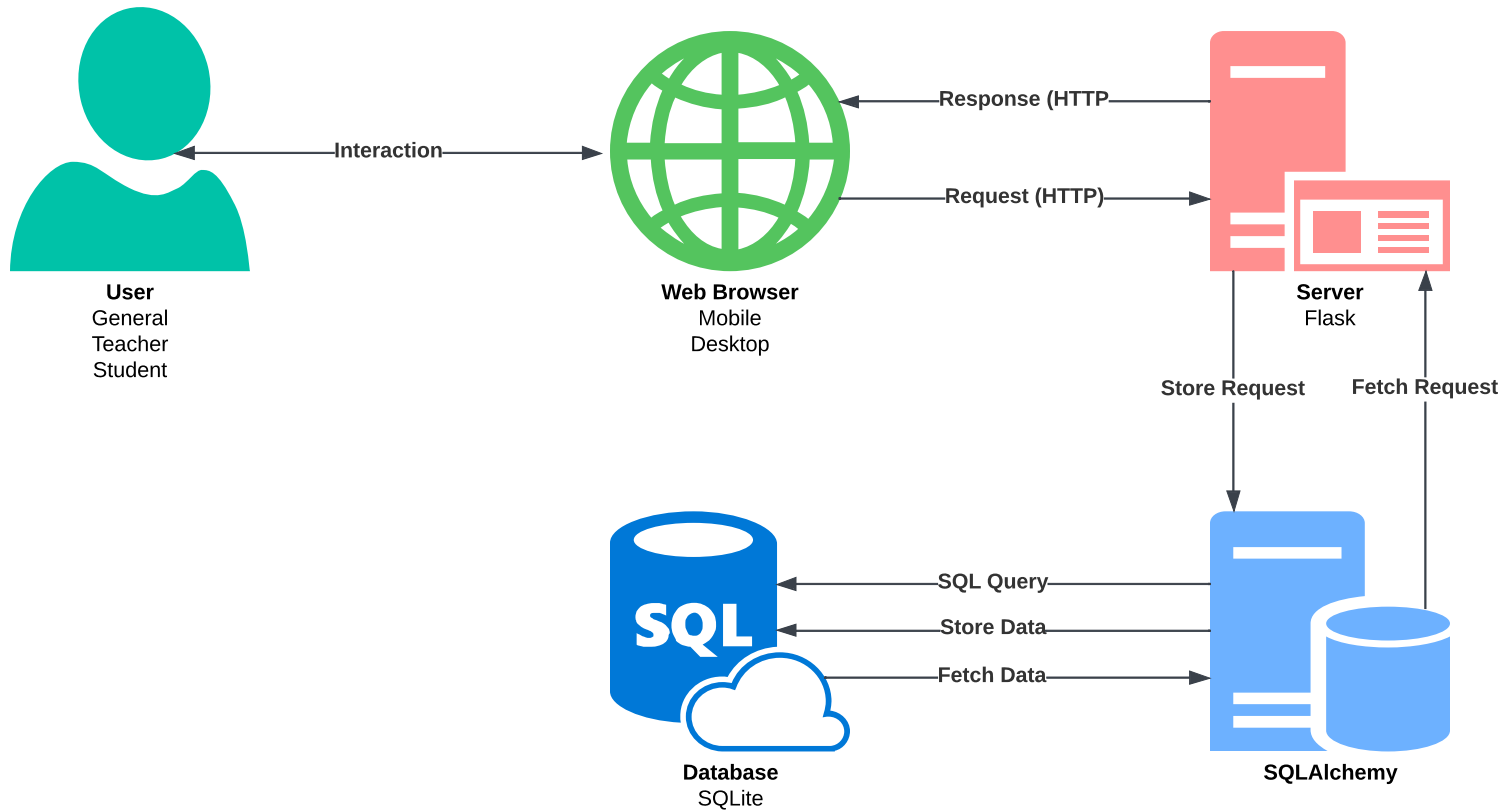 Response (HTTP
Interaction
Request (HTTP)
User
General
Teacher
Student
Web Browser
Mobile
Desktop
Server
Flask
Store Request
Fetch Request
SQL
SQL Query
Store Data
Fetch Data
Database
SQLite
SQLAlchemy